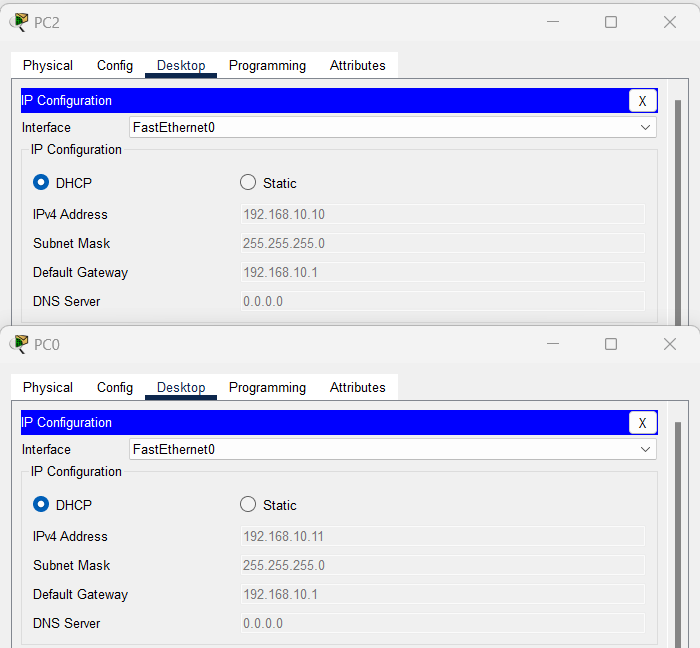 PC2
Physical Config Desktop Programming Attributes
IP Configuration X
Interface FastEthernet0
IP Configuration
DHCP Static
IPv4 Address 192.168.10.10
Subnet Mask 255.255.255.0
Default Gateway 192.168.10.1
DNS Server 0.0.0.0
PC0
Physical Config Desktop Programming Attributes
IP Configuration X
Interface FastEthernet0
IP Configuration
DHCP Static
IPv4 Address 192.168.10.11
Subnet Mask 255.255.255.0
Default Gateway 192.168.10.1
DNS Server 0.0.0.0